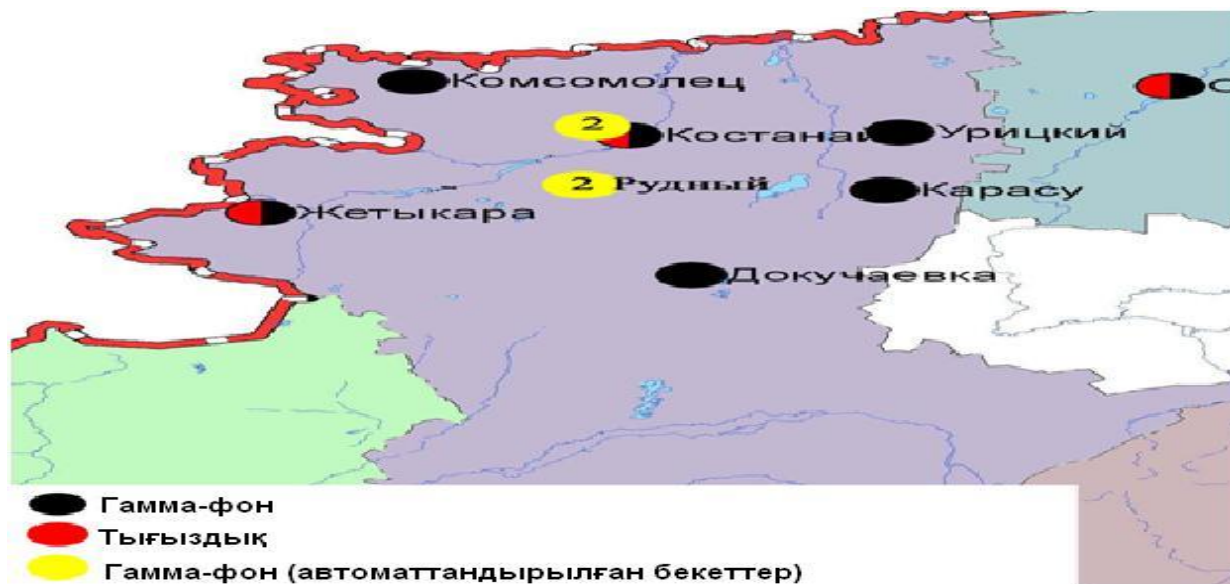 Комсомолец
2
Костанай
Урицкий
2 Рудный
Карасу
Жетыкара
Докучаевка
Гамма-фон
Тығыздық
Гамма-фон (автоматтандырылған бекеттер)